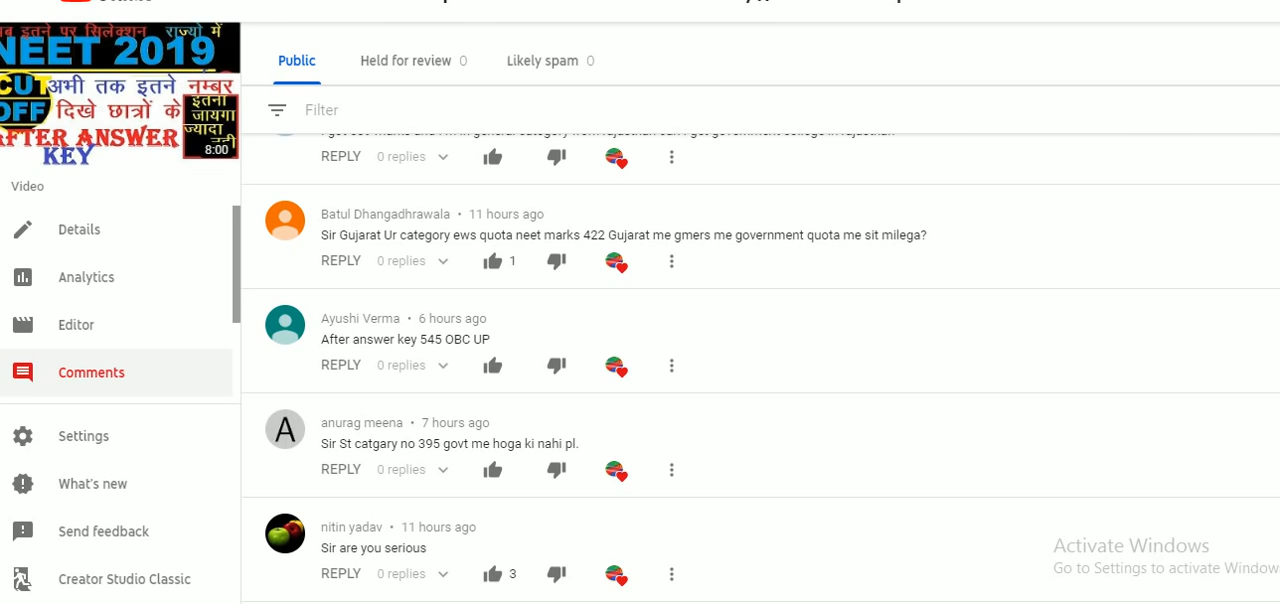 इतने पर सिलेक्शन राज्यो में
NEET 2019
CUT OFF
अभी तक इतने नम्बर
दिखे छात्रों के
इतना
जायगा
ज्यादा
नही
AFTER ANSWER
KEY
8:00
Video
Details
Analytics
Editor
Comments
Settings
What's new
Send feedback
Creator Studio Classic
Public Held for review 0 Likely spam 0
Filter
REPLY 0 replies
Batul Dhangadhrawala • 11 hours ago
Sir Gujarat Ur category ews quota neet marks 422 Gujarat me gmers me government quota me sit milega?
REPLY 0 replies 1
Ayushi Verma • 6 hours ago
After answer key 545 OBC UP
REPLY 0 replies
A
anurag meena • 7 hours ago
Sir St catgary no 395 govt me hoga ki nahi pl.
REPLY 0 replies
nitin yadav • 11 hours ago
Sir are you serious
REPLY 0 replies 3
Activate Windows
Go to Settings to activate Window